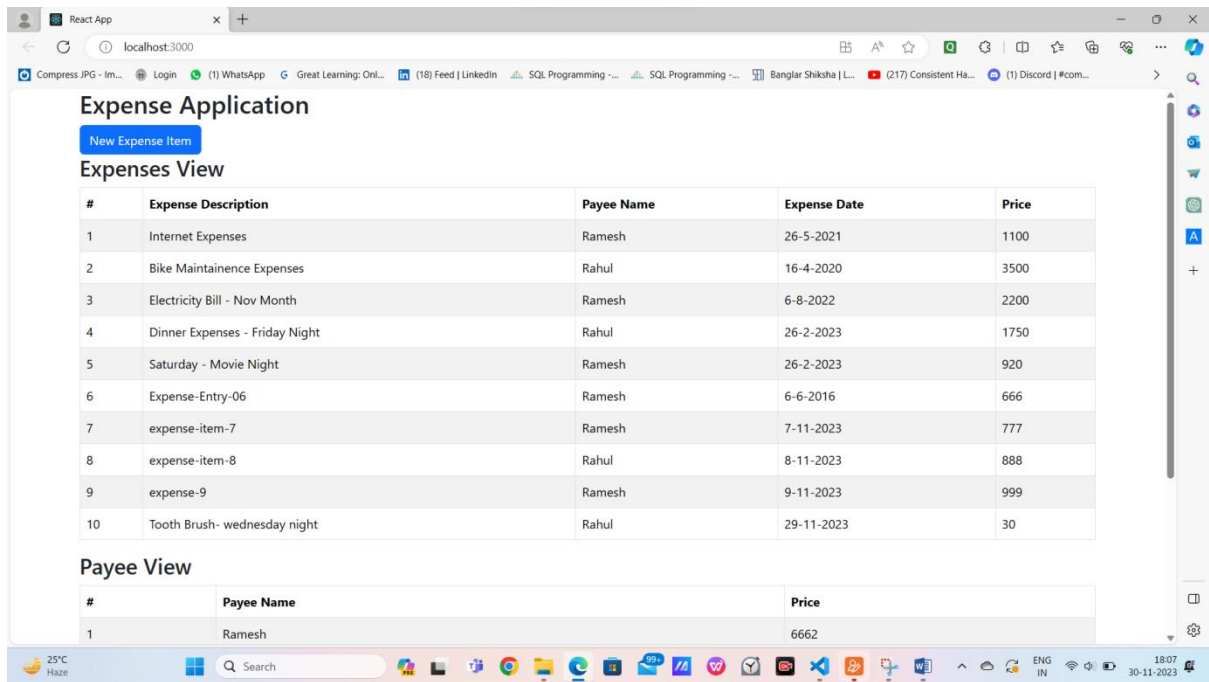 React App
localhost:3000
Compress JPG - Im... Login (1) WhatsApp Great Learning: Onl... (18) Feed | LinkedIn SQL Programming -... SQL Programming -... Banglar Shiksha | L... (217) Consistent Ha... (1) Discord | #com...
Expense Application
New Expense Item
Expenses View
# Expense Description Payee Name Expense Date Price
1 Internet Expenses Ramesh 26-5-2021 1100
2 Bike Maintainence Expenses Rahul 16-4-2020 3500
3 Electricity Bill - Nov Month Ramesh 6-8-2022 2200
4 Dinner Expenses - Friday Night Rahul 26-2-2023 1750
5 Saturday - Movie Night Ramesh 26-2-2023 920
6 Expense-Entry-06 Ramesh 6-6-2016 666
7 expense-item-7 Ramesh 7-11-2023 777
8 expense-item-8 Rahul 8-11-2023 888
9 expense-9 Ramesh 9-11-2023 999
10 Tooth Brush- wednesday night Rahul 29-11-2023 30
Payee View
# Payee Name Price
1 Ramesh 6662
25°C
Haze
Search
99+
ENG
IN
18:07
30-11-2023